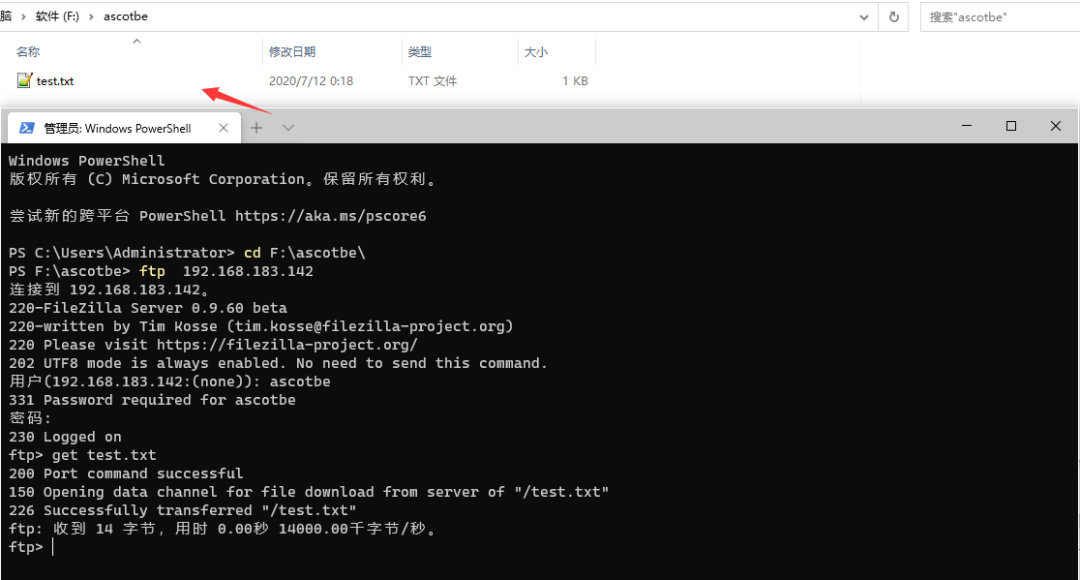 脑 › 软件 (F:) › ascotbe
搜索"ascotbe"
名称 修改日期 类型 大小
test.txt 2020/7/12 0:18 TXT 文件 1 KB
管理员: Windows PowerShell
Windows PowerShell
版权所有 (C) Microsoft Corporation。保留所有权利。
尝试新的跨平台 PowerShell https://aka.ms/pscore6
PS C:\Users\Administrator> cd F:\ascotbe\
PS F:\ascotbe> ftp  192.168.183.142
连接到 192.168.183.142。
220-FileZilla Server 0.9.60 beta
220-written by Tim Kosse (tim.kosse@filezilla-project.org)
220 Please visit https://filezilla-project.org/
202 UTF8 mode is always enabled. No need to send this command.
用户(192.168.183.142:(none)): ascotbe
331 Password required for ascotbe
密码:
230 Logged on
ftp> get test.txt
200 Port command successful
150 Opening data channel for file download from server of "/test.txt"
226 Successfully transferred "/test.txt"
ftp: 收到 14 字节，用时 0.00秒 14000.00千字节/秒。
ftp>